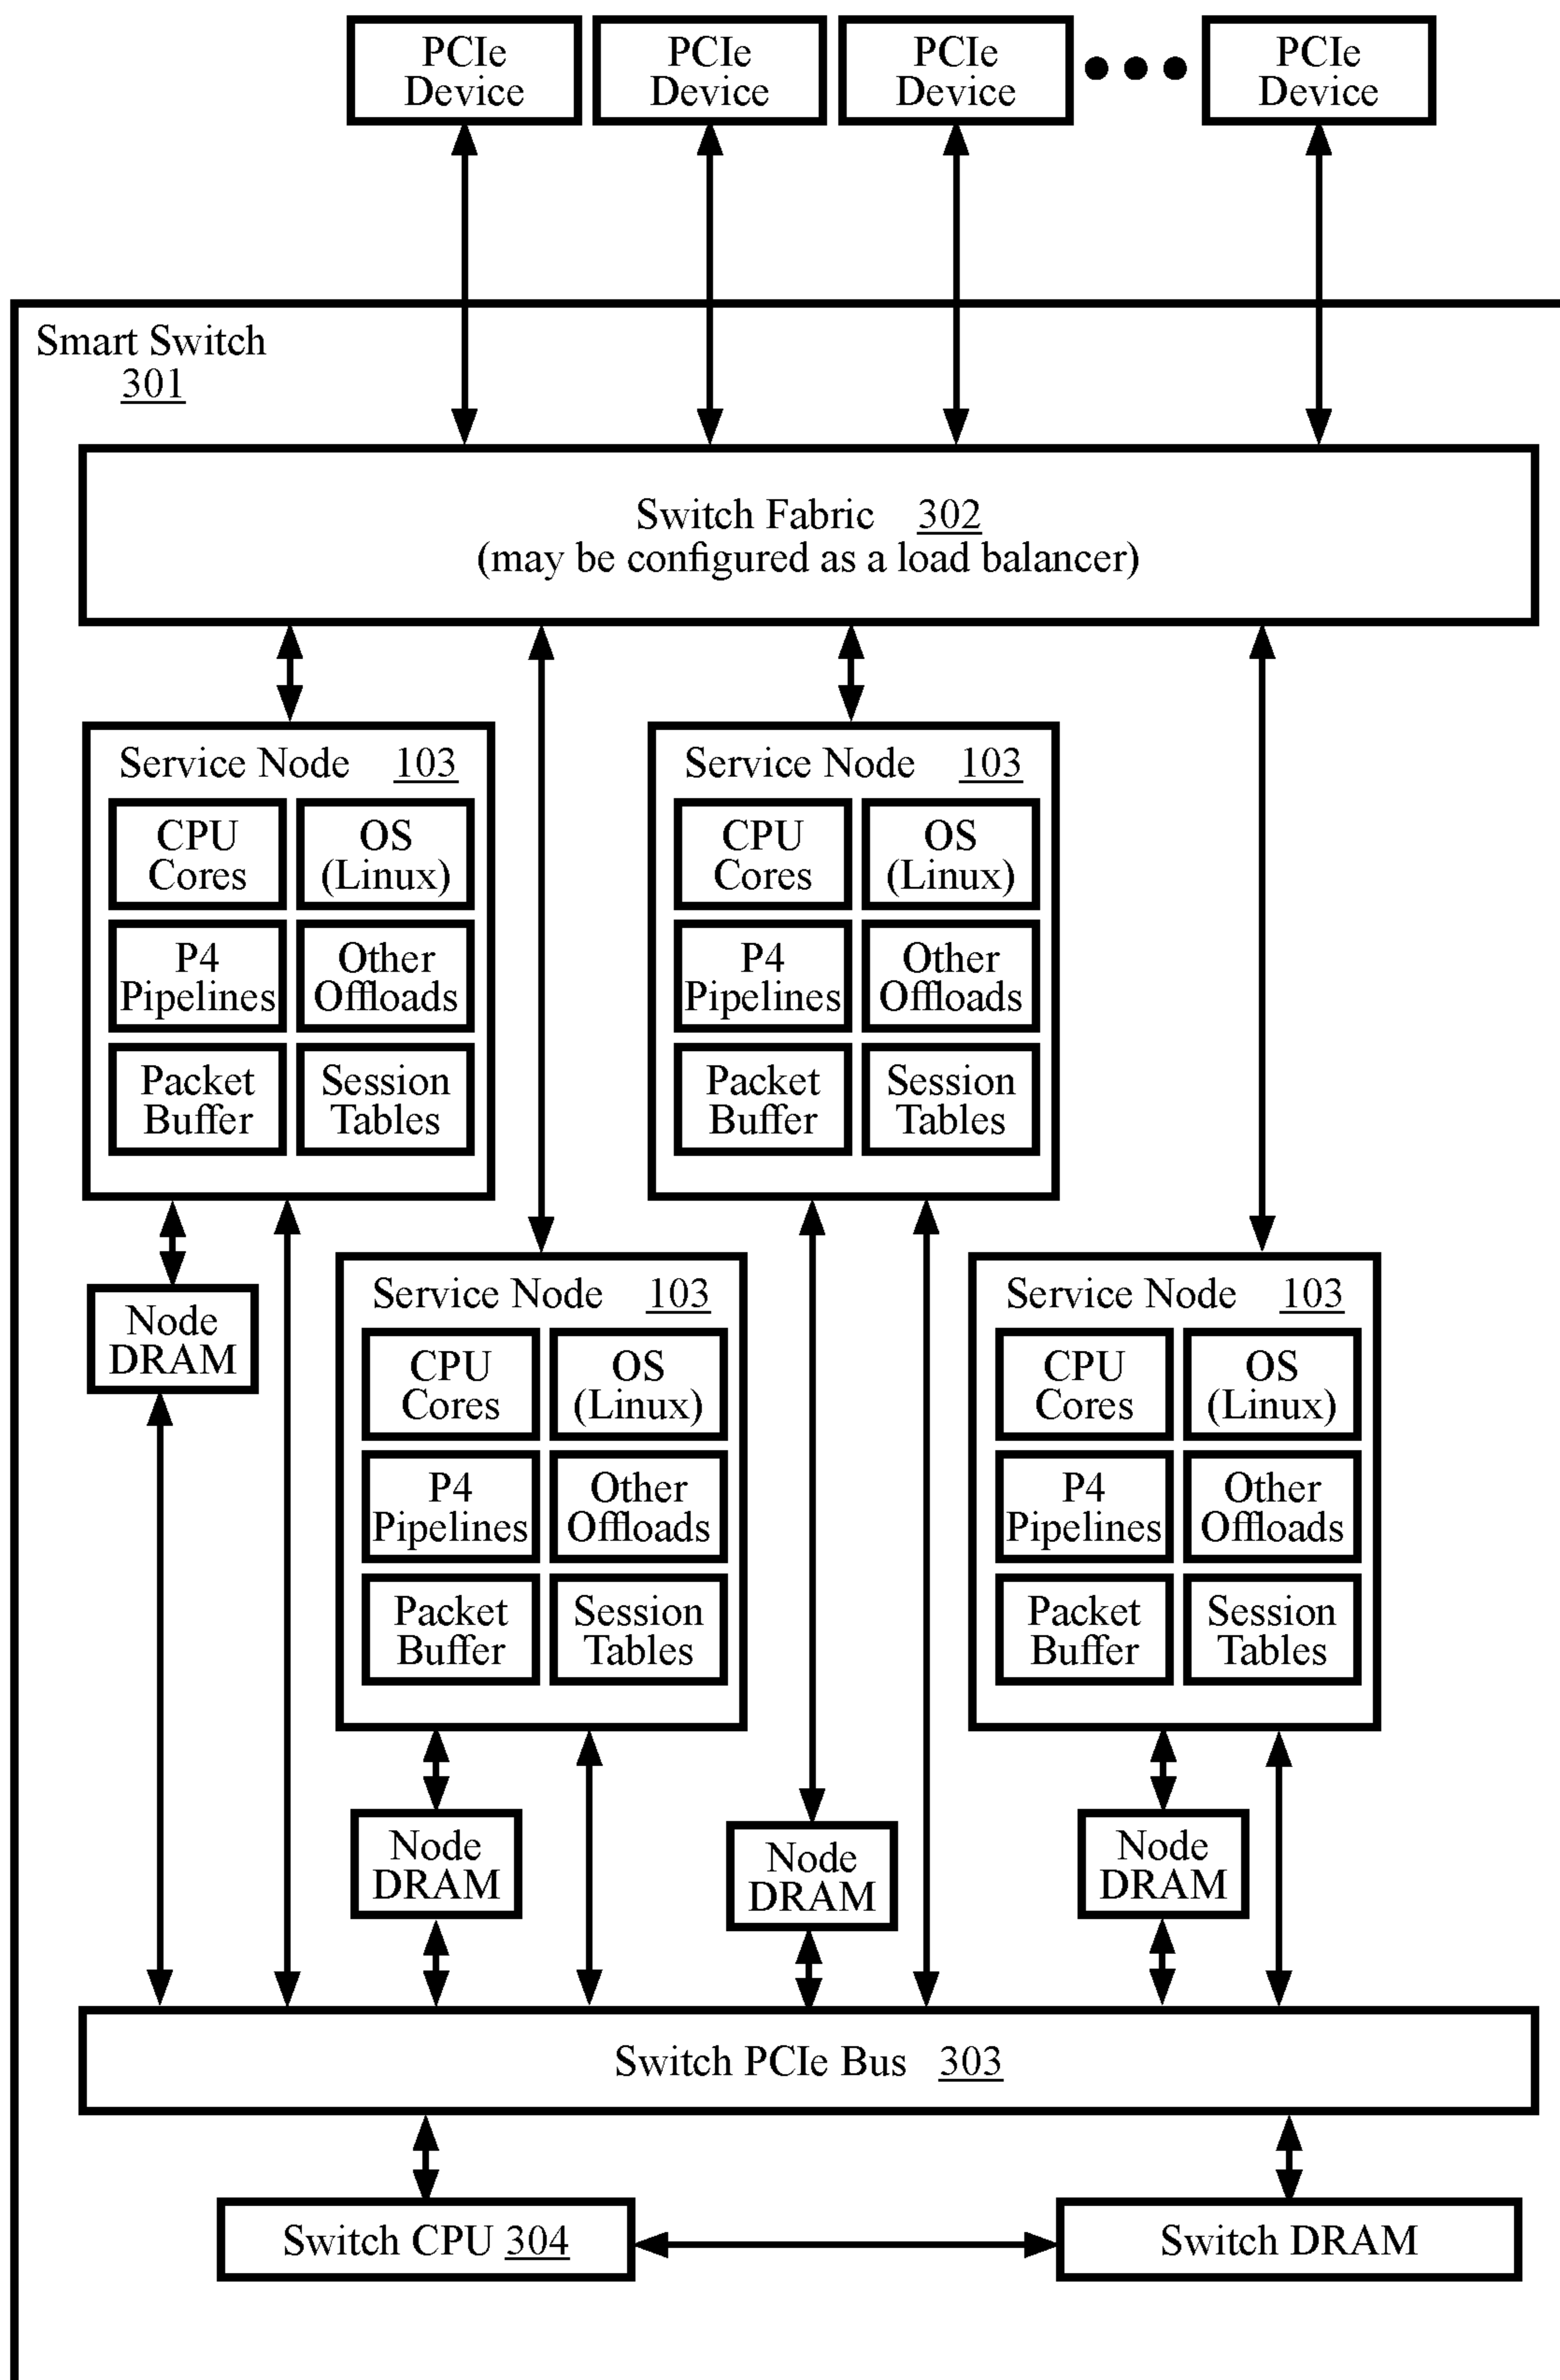 PCIe
Device
PCIe
Device
PCIe
Device
PCIe
Device
Smart Switch
301
Switch Fabric 302
(may be configured as a load balancer)
Service Node 103
CPU
Cores
OS
(Linux)
P4
Pipelines
Other
Offloads
Packet
Buffer
Session
Tables
Service Node 103
CPU
Cores
OS
(Linux)
P4
Pipelines
Other
Offloads
Packet
Buffer
Session
Tables
Node
DRAM
Service Node 103
CPU
Cores
OS
(Linux)
P4
Pipelines
Other
Offloads
Packet
Buffer
Session
Tables
Service Node 103
CPU
Cores
OS
(Linux)
P4
Pipelines
Other
Offloads
Packet
Buffer
Session
Tables
Node
DRAM
Node
DRAM
Node
DRAM
Switch PCIe Bus 303
Switch CPU 304
Switch DRAM